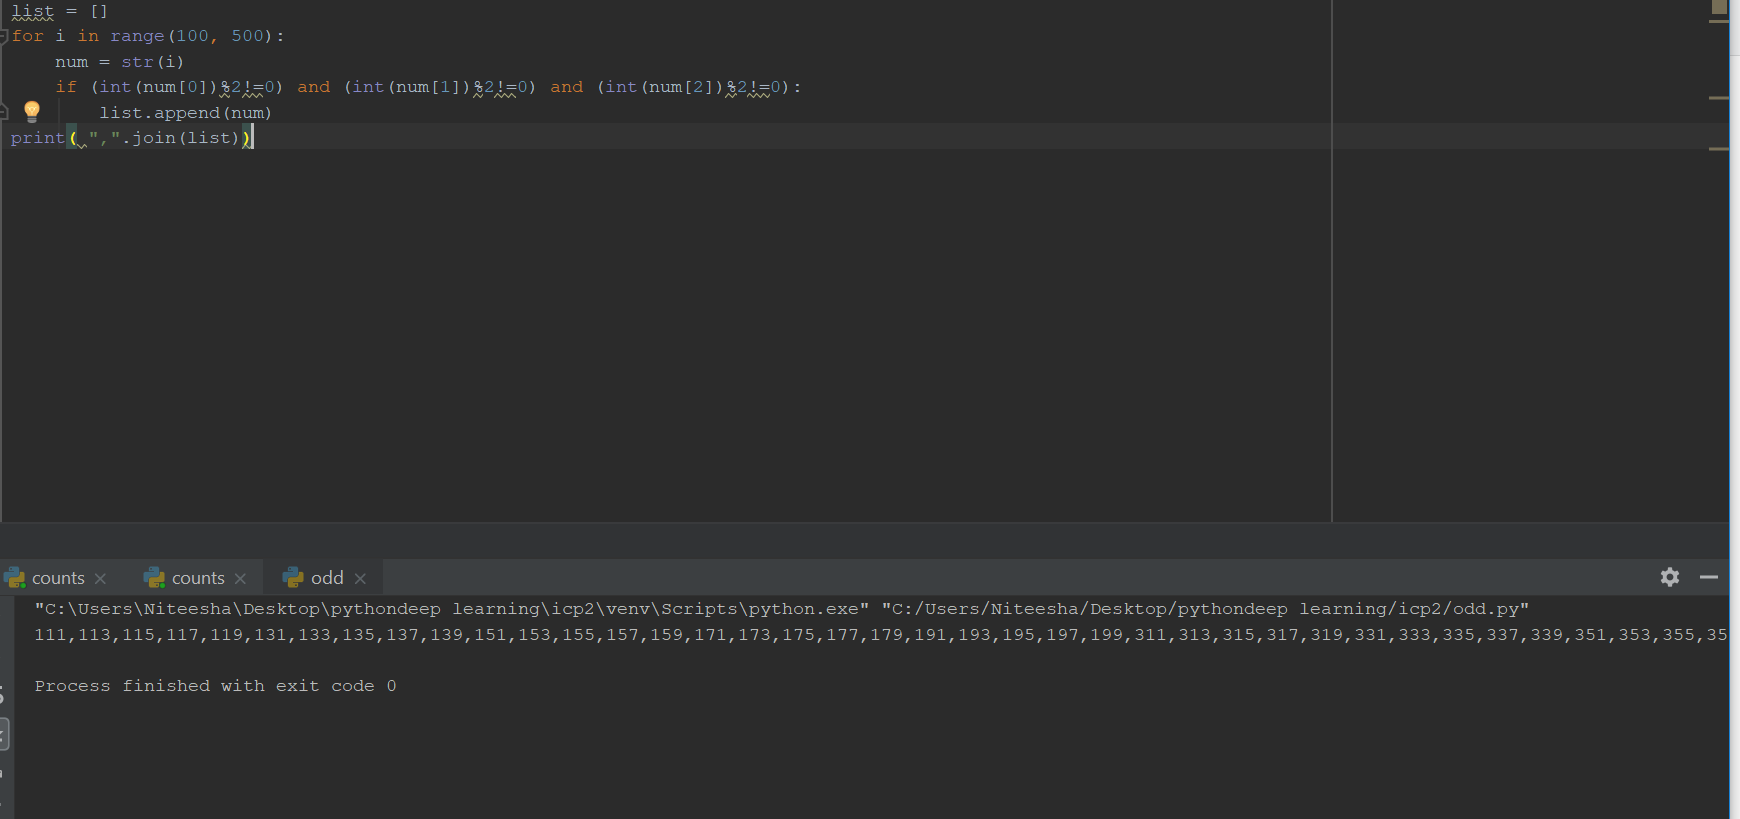 list = []
for i in range(100, 500):
    num = str(i)
    if (int(num[0])%2!=0) and (int(num[1])%2!=0) and (int(num[2])%2!=0):
        list.append(num)
print( ",".join(list))
counts counts odd
"C:\Users\Niteesha\Desktop\pythondeep learning\icp2\venv\Scripts\python.exe" "C:/Users/Niteesha/Desktop/pythondeep learning/icp2/odd.py"
111,113,115,117,119,131,133,135,137,139,151,153,155,157,159,171,173,175,177,179,191,193,195,197,199,311,313,315,317,319,331,333,335,337,339,351,353,355,35
Process finished with exit code 0